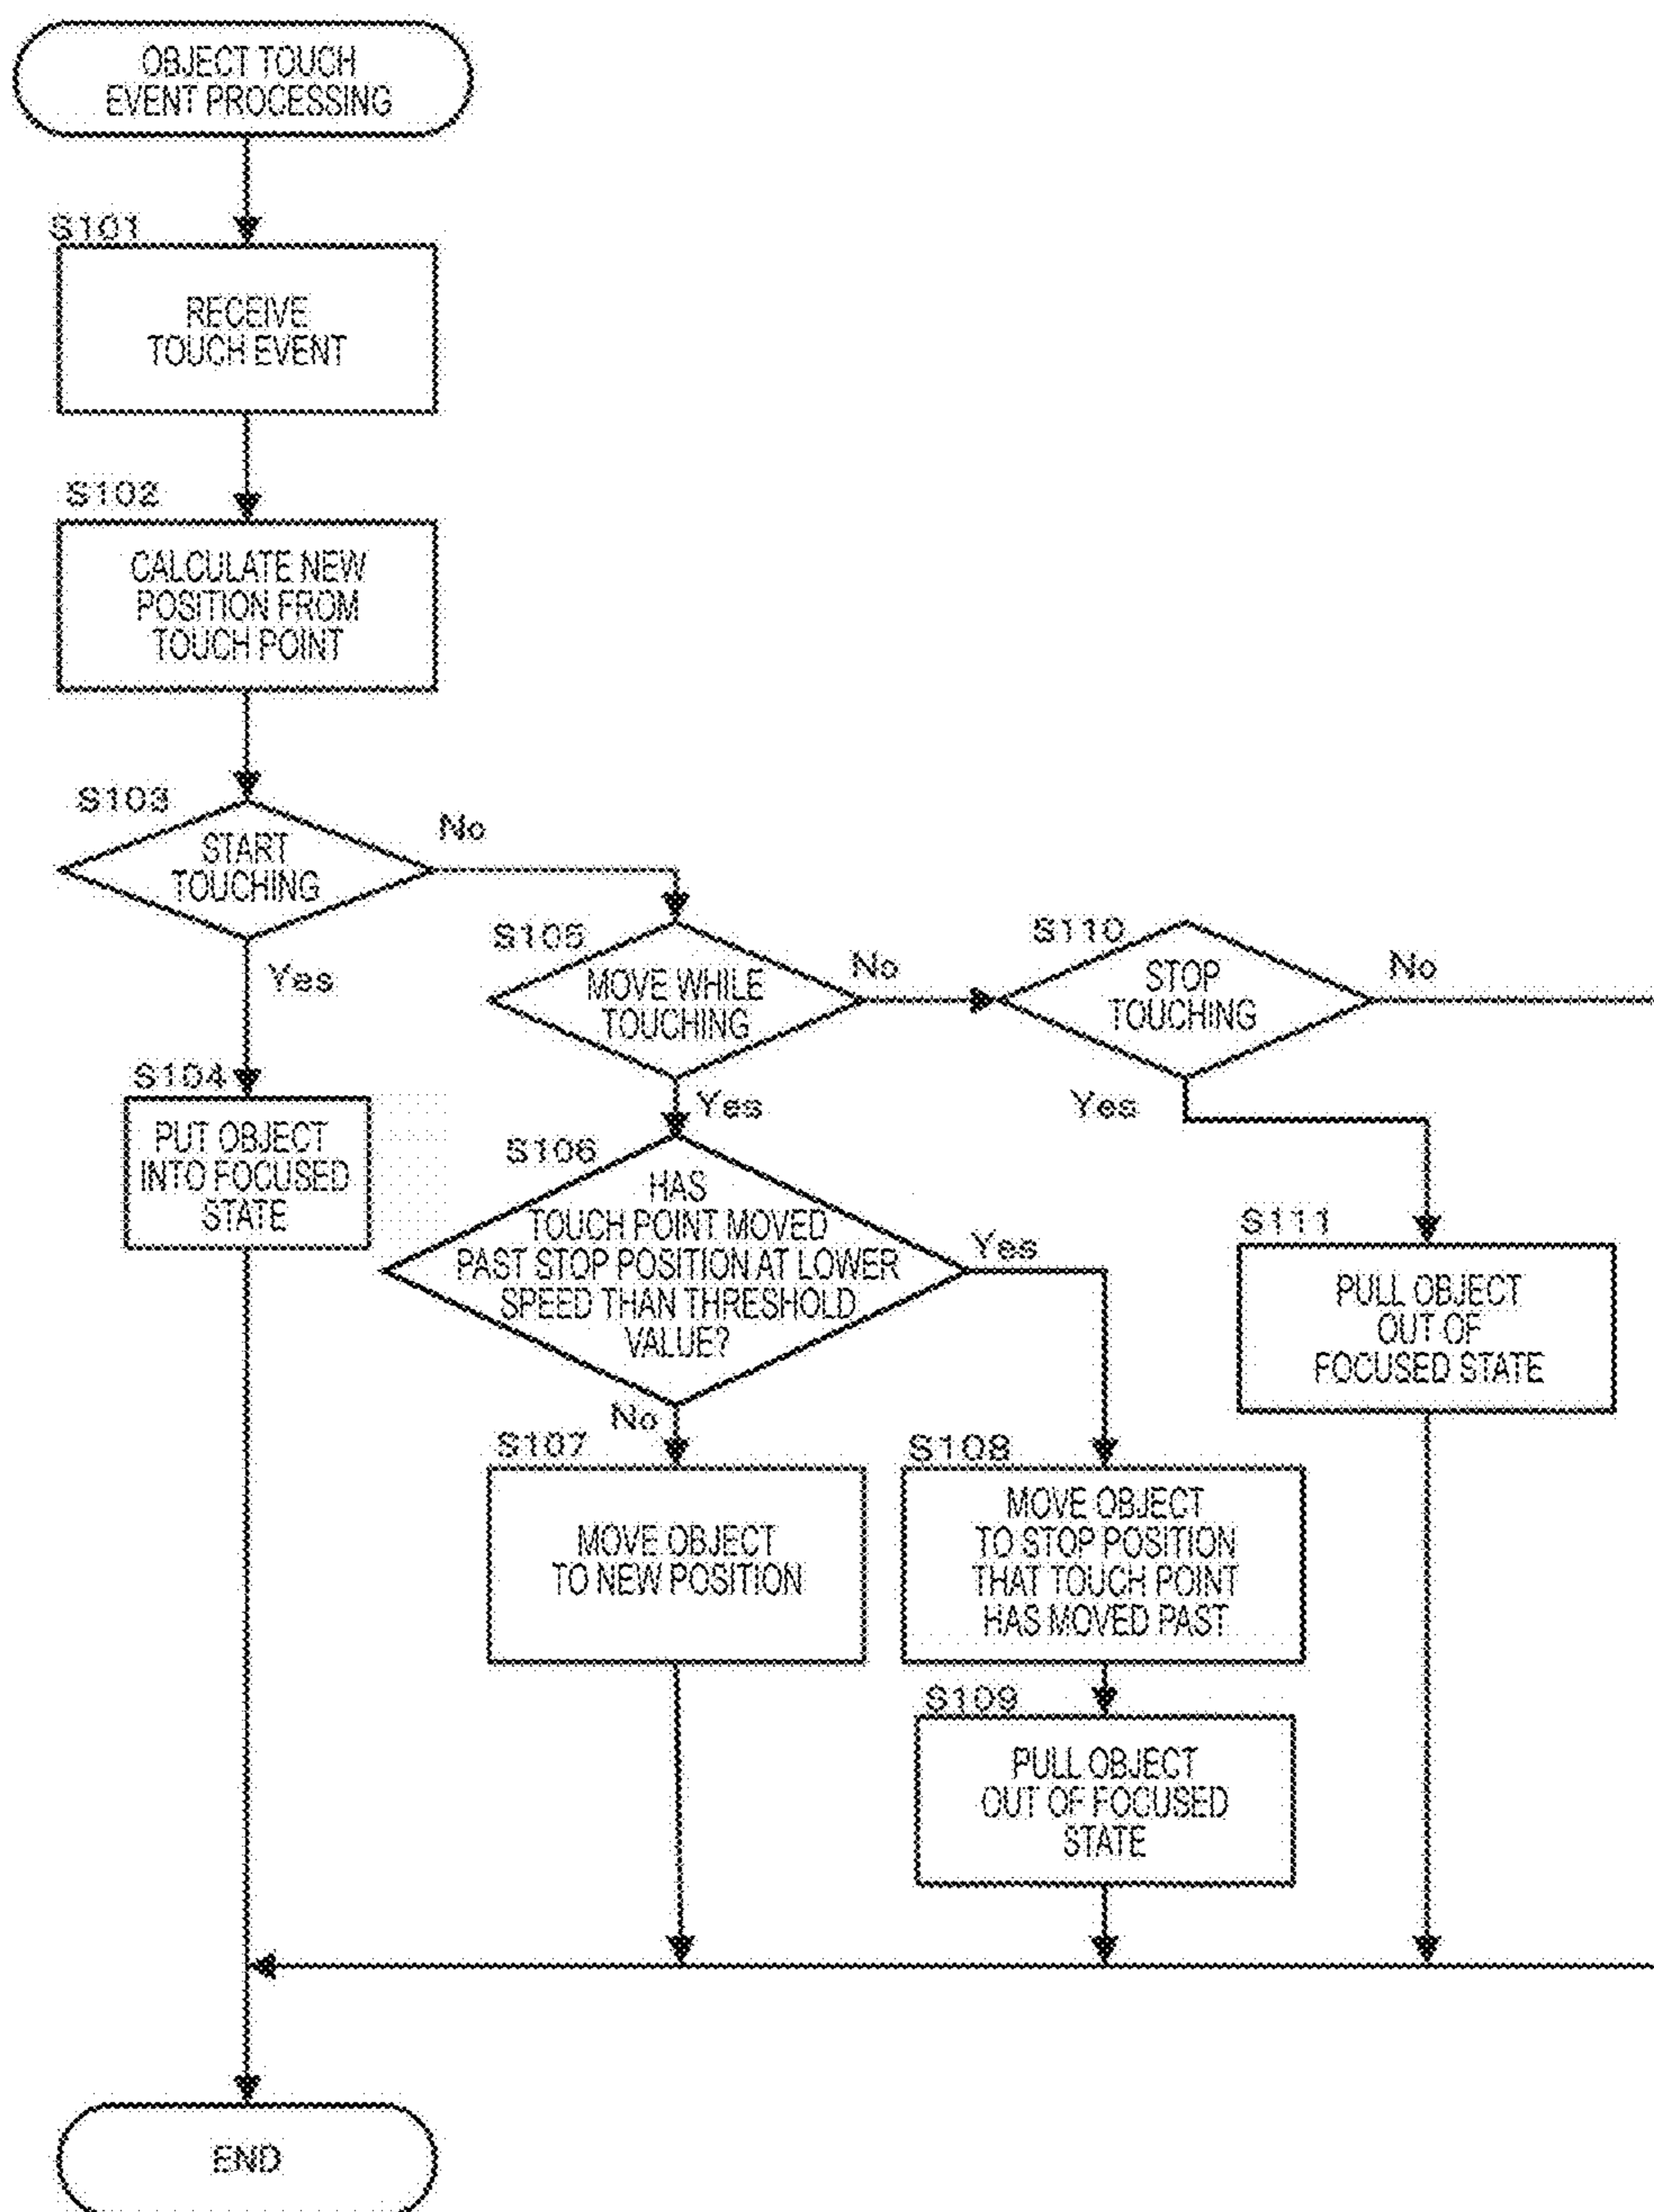 OBJECT TOUCH
EVENT PROCESSING
S101
RECEIVE
TOUCH EVENT
S102
CALCULATE NEW
POSITION FROM
TOUCH POINT
S103
START
TOUCHING
No
Yes
S104
PUT OBJECT
INTO FOCUSED
STATE
S105
MOVE WHILE
TOUCHING
No
Yes
S110
STOP
TOUCHING
No
Yes
S106
HAS
TOUCH POINT MOVED
PAST STOP POSITION AT LOWER
SPEED THAN THRESHOLD
VALUE?
Yes
No
S111
PULL OBJECT
OUT OF
FOCUSED STATE
S107
MOVE OBJECT
TO NEW POSITION
S108
MOVE OBJECT
TO STOP POSITION
THAT TOUCH POINT
HAS MOVED PAST
S109
PULL OBJECT
OUT OF FOCUSED
STATE
END